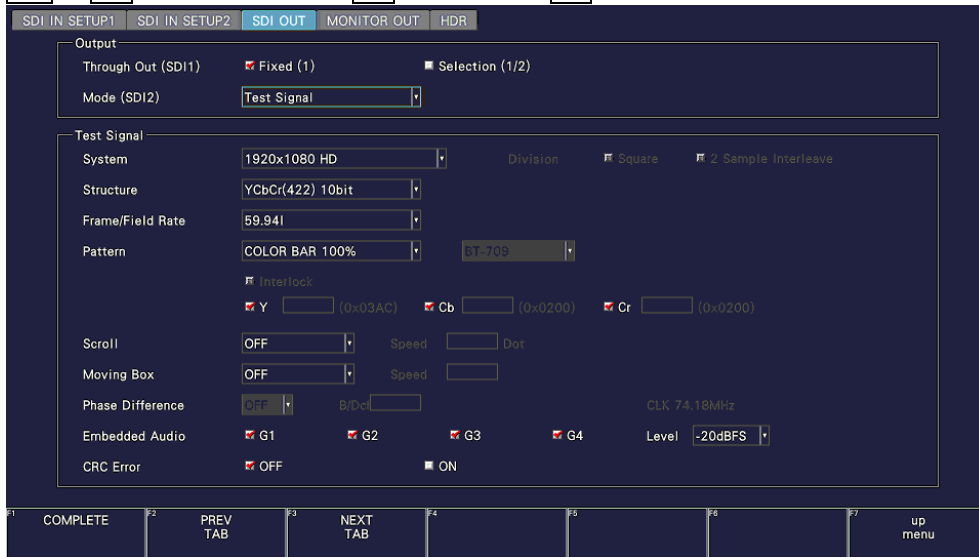 SDI IN SETUP1 SDI IN SETUP2 SDI OUT MONITOR OUT HDR
Output
Through Out (SDI1) Fixed (1) Selection (1/2)
Mode (SDI2) Test Signal
Test Signal
System 1920x1080 HD Division Square 2 Sample Interleave
Structure YCbCr(422) 10bit
Frame/Field Rate 59.94I
Pattern COLOR BAR 100% BT-709
Interlock
Y (0x03AC) Cb (0x0200) Cr (0x0200)
Scroll OFF Speed Dot
Moving Box OFF Speed
Phase Difference OFF B/Dct CLK 74.18MHz
Embedded Audio G1 G2 G3 G4 Level -20dBFS
CRC Error OFF ON
F1 COMPLETE F2 PREV TAB F3 NEXT TAB F4 F5 F6 F7 up menu